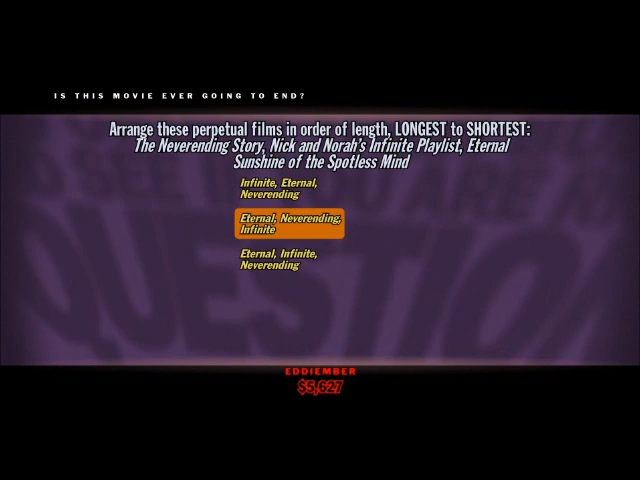 IS THIS MOVIE EVER GOING TO END?
Arrange these perpetual films in order of length, LONGEST to SHORTEST:
The Neverending Story, Nick and Norah's Infinite Playlist, Eternal
Sunshine of the Spotless Mind
Infinite, Eternal,
Neverending
Eternal, Neverending,
Infinite
Eternal, Infinite,
Neverending
QUESTION
EDDIEMBER
$5,627